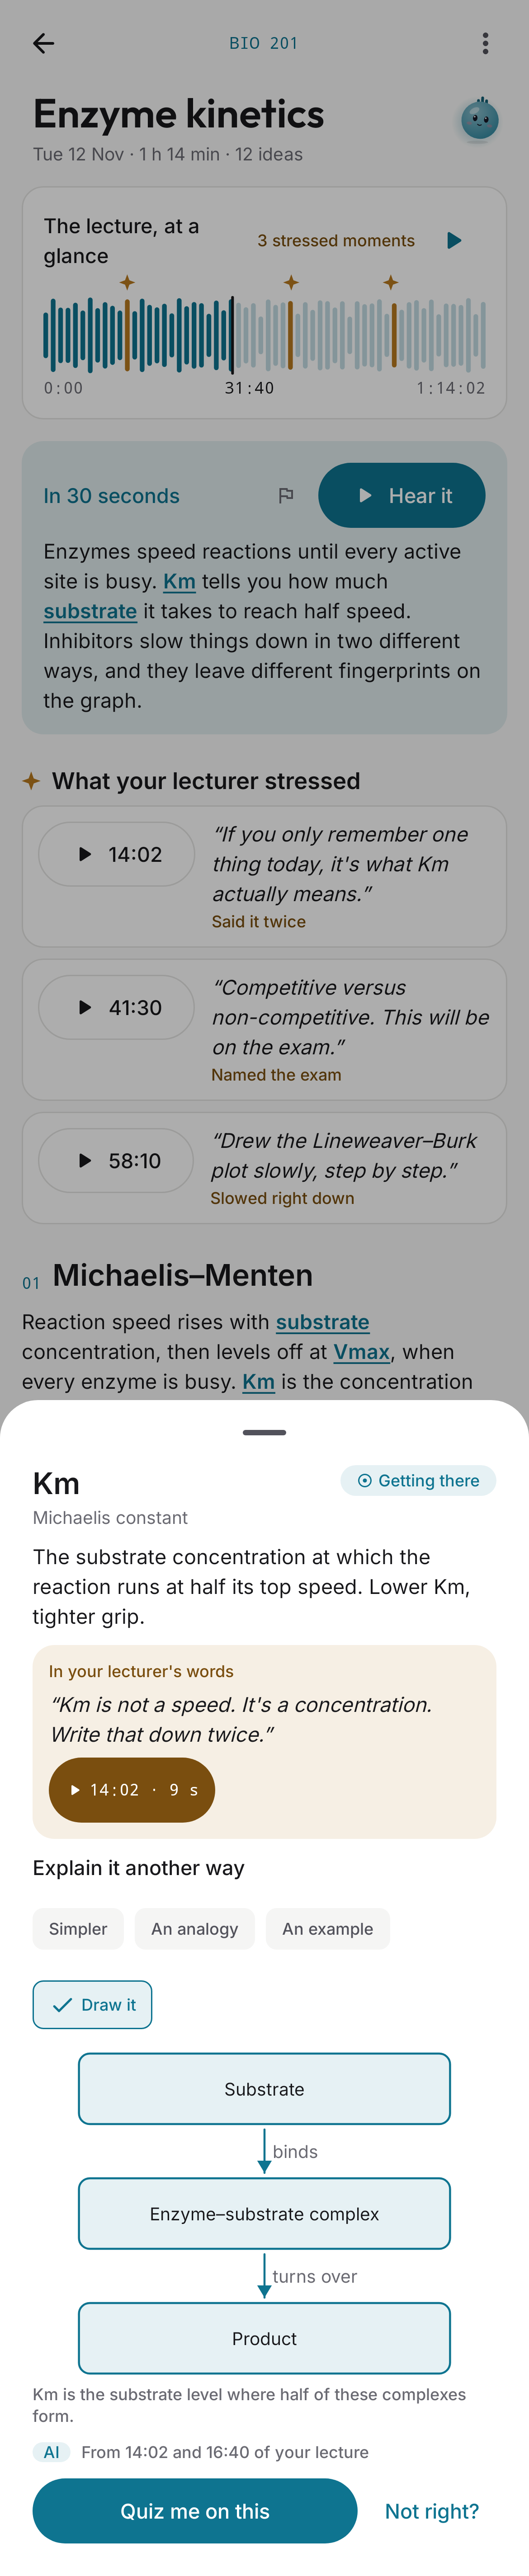 BIO 201
Enzyme kinetics
Tue 12 Nov · 1 h 14 min · 12 ideas
The lecture, at a
glance
3 stressed moments
0:00
31:40
1:14:02
In 30 seconds
Hear it
Enzymes speed reactions until every active
site is busy. Km tells you how much
substrate it takes to reach half speed.
Inhibitors slow things down in two different
ways, and they leave different fingerprints on
the graph.
What your lecturer stressed
14:02
“If you only remember one
thing today, it's what Km
actually means.”
Said it twice
41:30
“Competitive versus
non-competitive. This will be
on the exam.”
Named the exam
58:10
“Drew the Lineweaver–Burk
plot slowly, step by step.”
Slowed right down
01 Michaelis–Menten
Reaction speed rises with substrate
concentration, then levels off at Vmax, when
every enzyme is busy. Km is the concentration
Km
Getting there
Michaelis constant
The substrate concentration at which the
reaction runs at half its top speed. Lower Km,
tighter grip.
In your lecturer's words
“Km is not a speed. It's a concentration.
Write that down twice.”
14:02 · 9 s
Explain it another way
Simpler
An analogy
An example
Draw it
Substrate
binds
Enzyme–substrate complex
turns over
Product
Km is the substrate level where half of these complexes
form.
AI From 14:02 and 16:40 of your lecture
Quiz me on this
Not right?